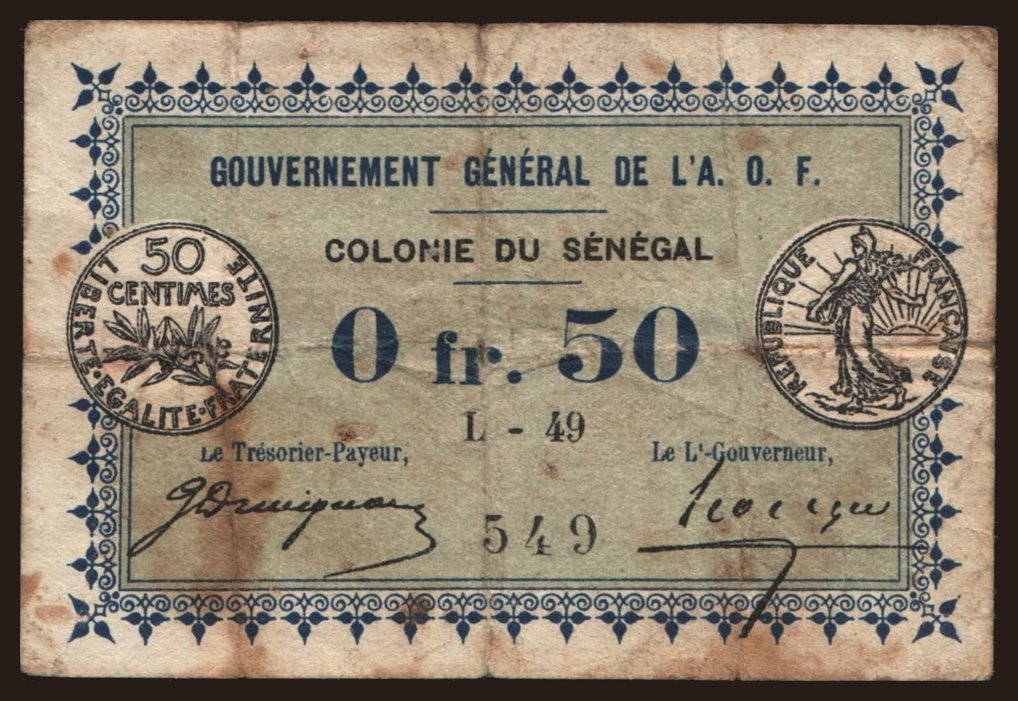 GOUVERNEMENT GÉNÉRAL DE L'A. O. F.
COLONIE DU SÉNÉGAL
50
CENTIMES
LIBERTE·EGALITE·FRATERNITE
REPUBLIQUE FRANÇAISE
0 fr. 50
L - 49
Le Trésorier-Payeur,
Le Lt-Gouverneur,
549